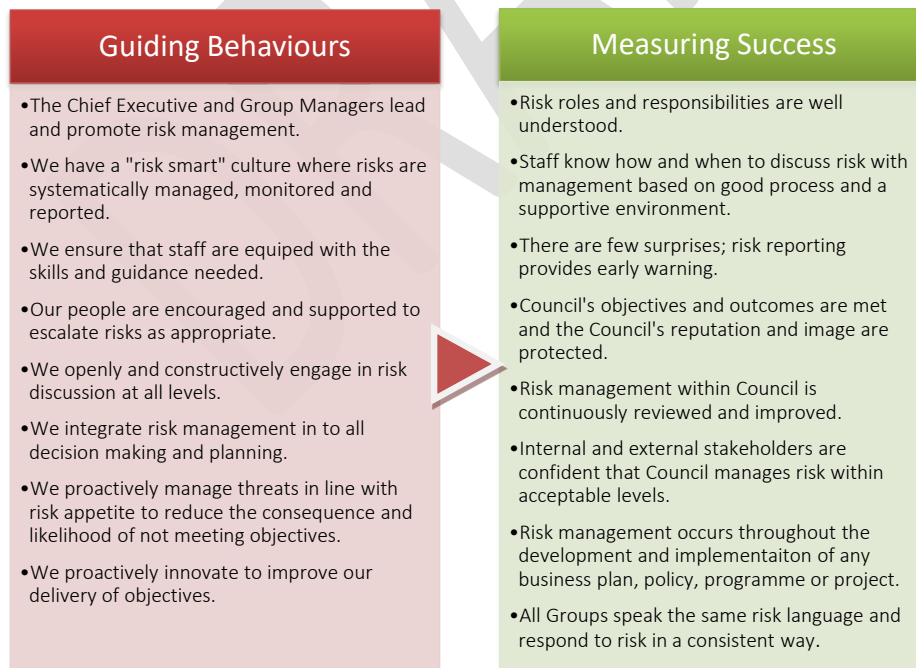 Guiding Behaviours
•The Chief Executive and Group Managers lead
and promote risk management.
•We have a "risk smart" culture where risks are
systematically managed, monitored and
reported.
•We ensure that staff are equiped with the
skills and guidance needed.
•Our people are encouraged and supported to
escalate risks as appropriate.
•We openly and constructively engage in risk
discussion at all levels.
•We integrate risk management in to all
decision making and planning.
•We proactively manage threats in line with
risk appetite to reduce the consequence and
likelihood of not meeting objectives.
•We proactively innovate to improve our
delivery of objectives.
Measuring Success
•Risk roles and responsibilities are well
understood.
•Staff know how and when to discuss risk with
management based on good process and a
supportive environment.
•There are few surprises; risk reporting
provides early warning.
•Council's objectives and outcomes are met
and the Council's reputation and image are
protected.
•Risk management within Council is
continuously reviewed and improved.
•Internal and external stakeholders are
confident that Council manages risk within
acceptable levels.
•Risk management occurs throughout the
development and implementaiton of any
business plan, policy, programme or project.
•All Groups speak the same risk language and
respond to risk in a consistent way.